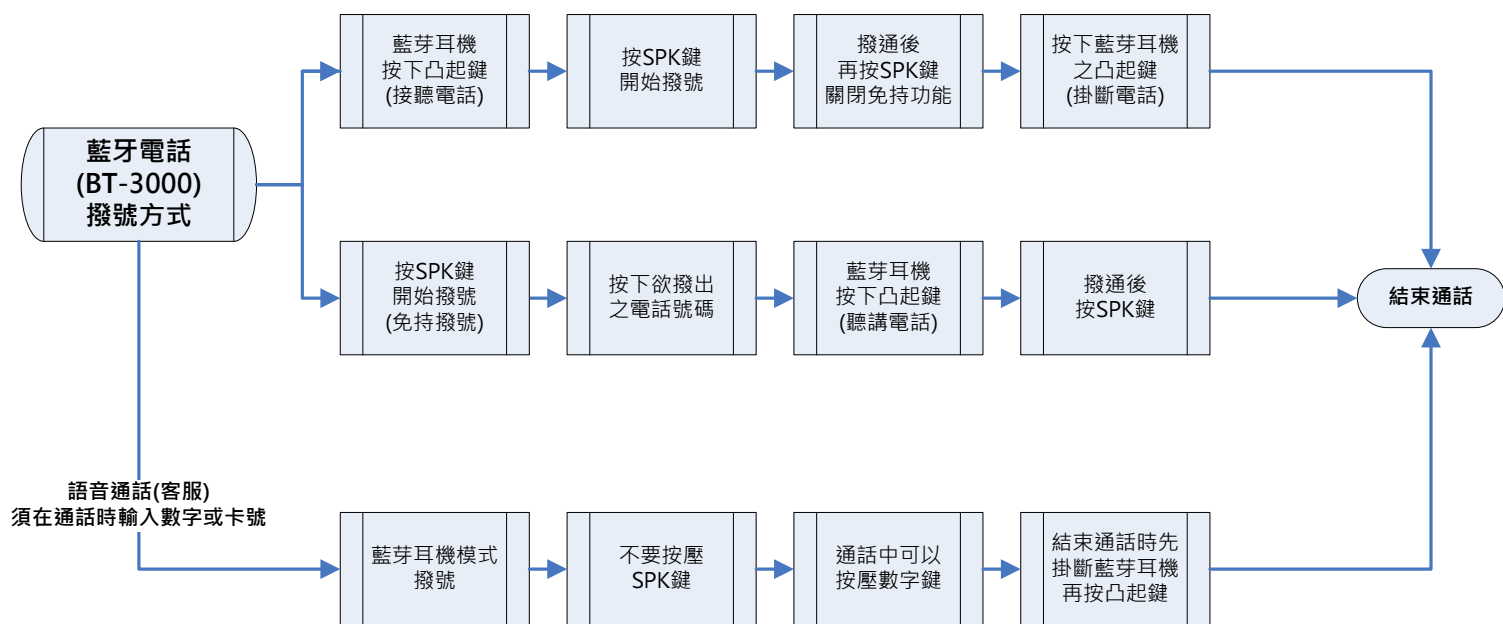 藍牙電話
(BT-3000)
撥號方式
藍芽耳機
按下凸起鍵
(接聽電話)
按SPK鍵
開始撥號
撥通後
再按SPK鍵
關閉免持功能
按下藍芽耳機
之凸起鍵
(掛斷電話)
按SPK鍵
開始撥號
(免持撥號)
按下欲撥出
之電話號碼
藍芽耳機
按下凸起鍵
(聽講電話)
撥通後
按SPK鍵
結束通話
語音通話(客服)
須在通話時輸入數字或卡號
藍芽耳機模式
撥號
不要按壓
SPK鍵
通話中可以
按壓數字鍵
結束通話時先
掛斷藍芽耳機
再按凸起鍵